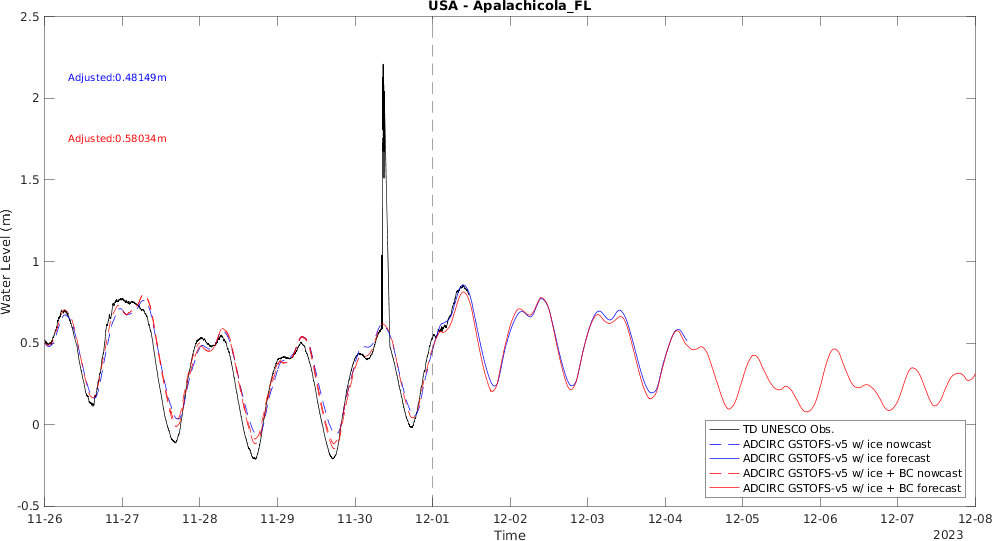 USA - Apalachicola_FL
2.5
Adjusted:0.48149m
2
Adjusted:0.58034m
1.5
Water Level (m)
1
0.5
0
-0.5
TD UNESCO Obs.
ADCIRC GSTOFS-v5 w/ ice nowcast
ADCIRC GSTOFS-v5 w/ ice forecast
ADCIRC GSTOFS-v5 w/ ice + BC nowcast
ADCIRC GSTOFS-v5 w/ ice + BC forecast
11-26 11-27 11-28 11-29 11-30 12-01 12-02 12-03 12-04 12-05 12-06 12-07 12-08
Time
2023